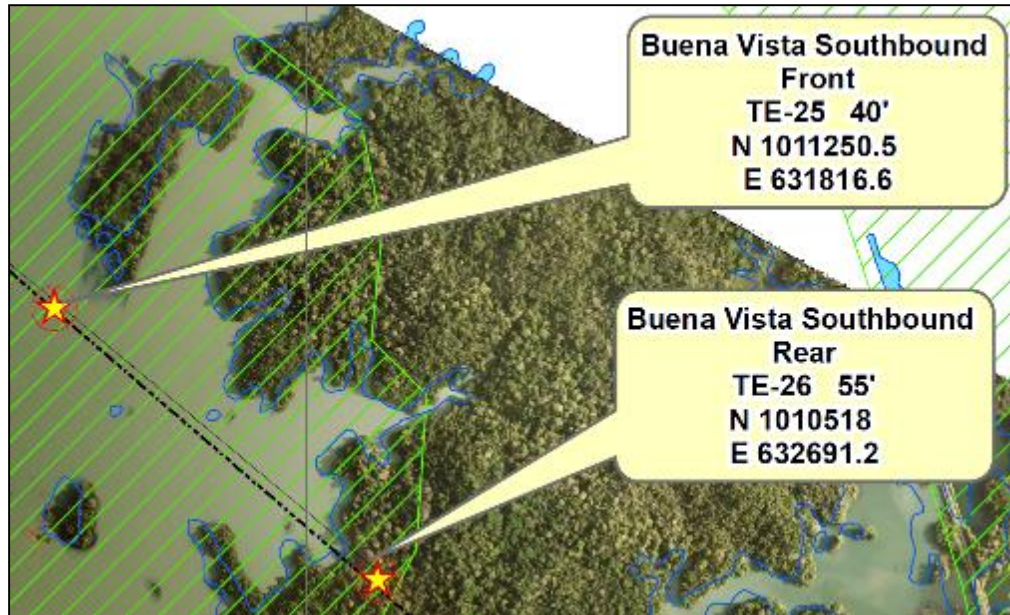 Buena Vista Southbound
Front
TE-25 40'
N 1011250.5
E 631816.6
Buena Vista Southbound
Rear
TE-26 55'
N 1010518
E 632691.2